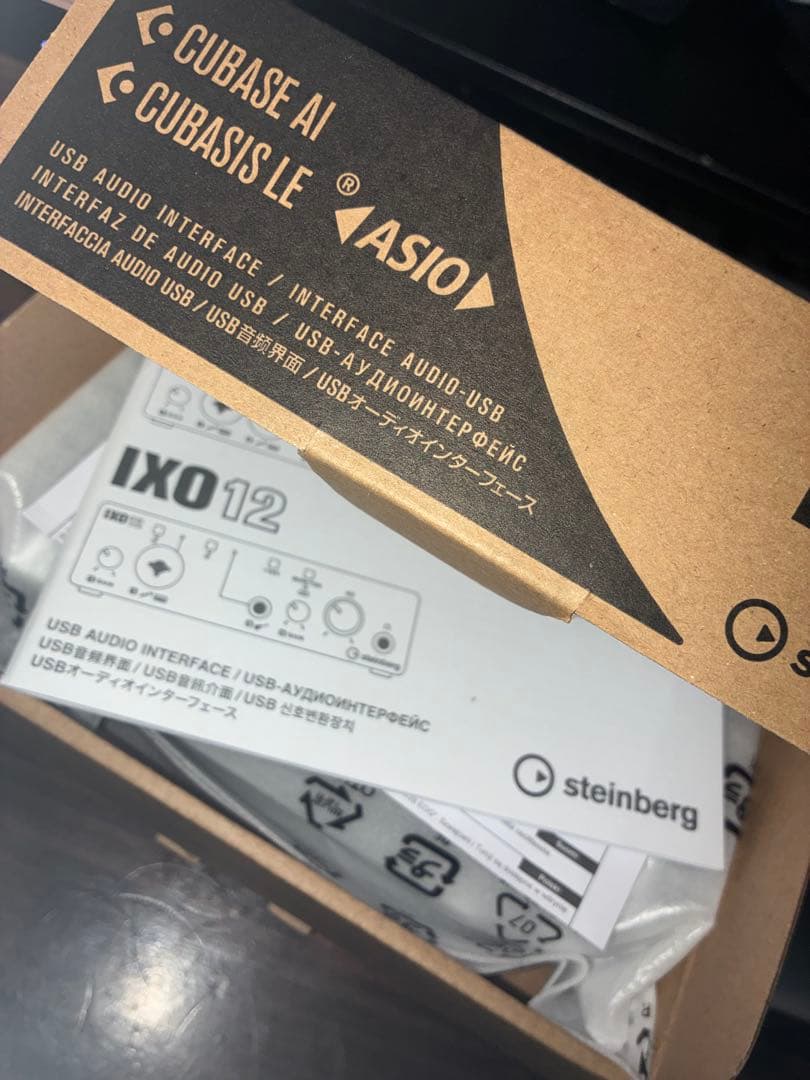 CUBASE AI
CUBASIS LE
®
ASIO
USB AUDIO INTERFACE / INTERFACE AUDIO-USB
INTERFAZ DE AUDIO USB / USB-АУДИОИНТЕРФЕЙС
INTERFACCIA AUDIO USB / USB音频界面 / USBオーディオインターフェース
IXO12
IXO12
steinberg
USB AUDIO INTERFACE / USB-АУДИОИНТЕРФЕЙС
USB音频界面 / USB音訊介面 / USB 신호변환장치
USBオーディオインターフェース
steinberg
s
Polski
07